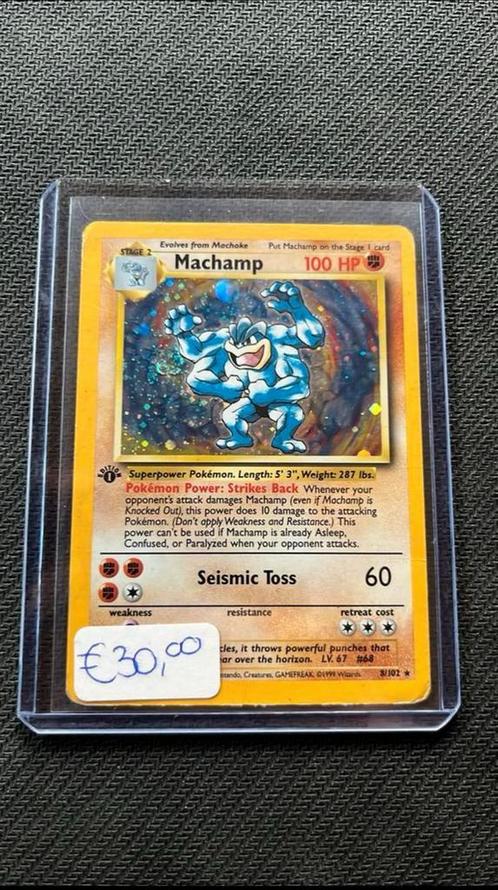 Evolves from Machoke Put Machamp on the Stage 1 card
STAGE 2
Machamp 100 HP
EDITION
1
Superpower Pokémon. Length: 5' 3", Weight: 287 lbs.
Pokémon Power: Strikes Back Whenever your
opponent's attack damages Machamp (even if Machamp is
Knocked Out), this power does 10 damage to the attacking
Pokémon. (Don't apply Weakness and Resistance.) This
power can't be used if Machamp is already Asleep,
Confused, or Paralyzed when your opponent attacks.
Seismic Toss 60
weakness resistance retreat cost
€30,00
it throws powerful punches that
over the horizon. LV. 67 #68
Creatures, GAMEFREAK. ©1999 Wizards. 8/102 ★